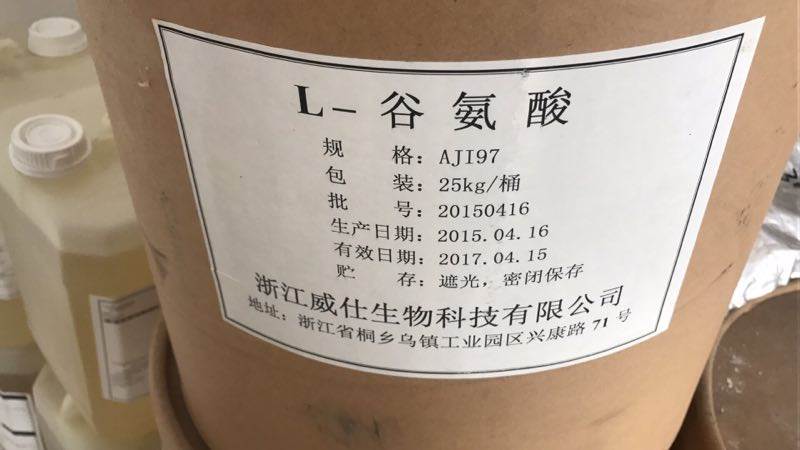 L-谷氨酸
规 格：AJI97
包 装：25kg/桶
批 号：20150416
生产日期：2015.04.16
有效日期：2017.04.15
贮 存：遮光，密闭保存
浙江威仕生物科技有限公司
地址：浙江省桐乡乌镇工业园区兴康路71号